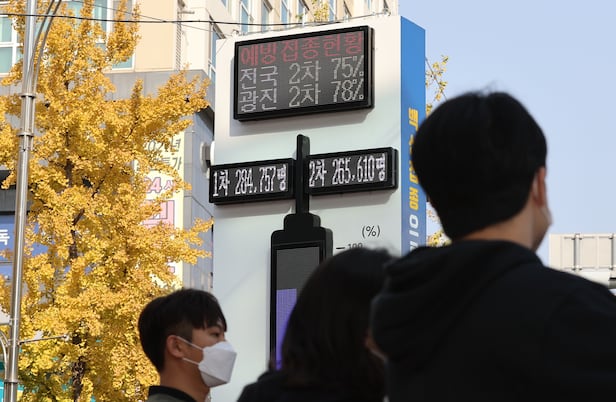 예방접종현황
전국 2차 75%
광진 2차 78%
1차 284,757명
2차 265,610명
(%)
100